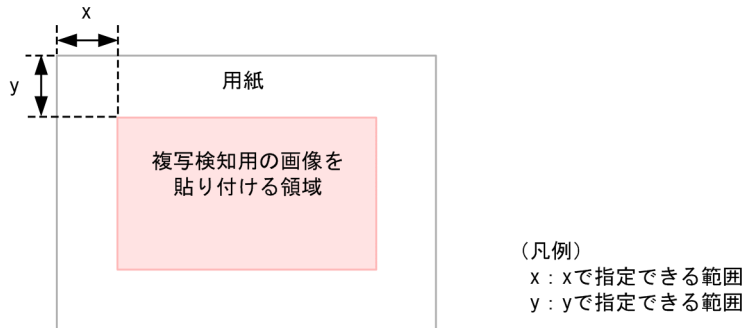 x
y
用紙
複写検知用の画像を
貼り付ける領域
（凡例）
x：xで指定できる範囲
y：yで指定できる範囲